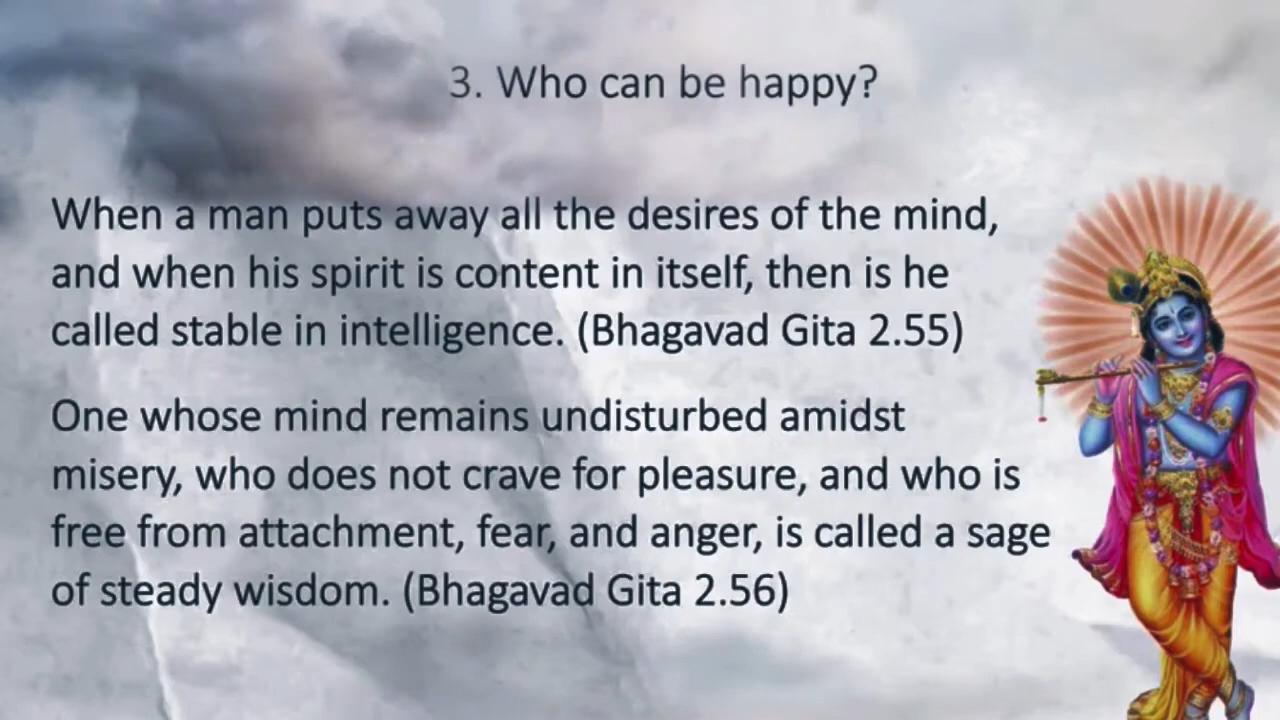 3. Who can be happy?
When a man puts away all the desires of the mind,
and when his spirit is content in itself, then is he
called stable in intelligence. (Bhagavad Gita 2.55)
One whose mind remains undisturbed amidst
misery, who does not crave for pleasure, and who is
free from attachment, fear, and anger, is called a sage
of steady wisdom. (Bhagavad Gita 2.56)